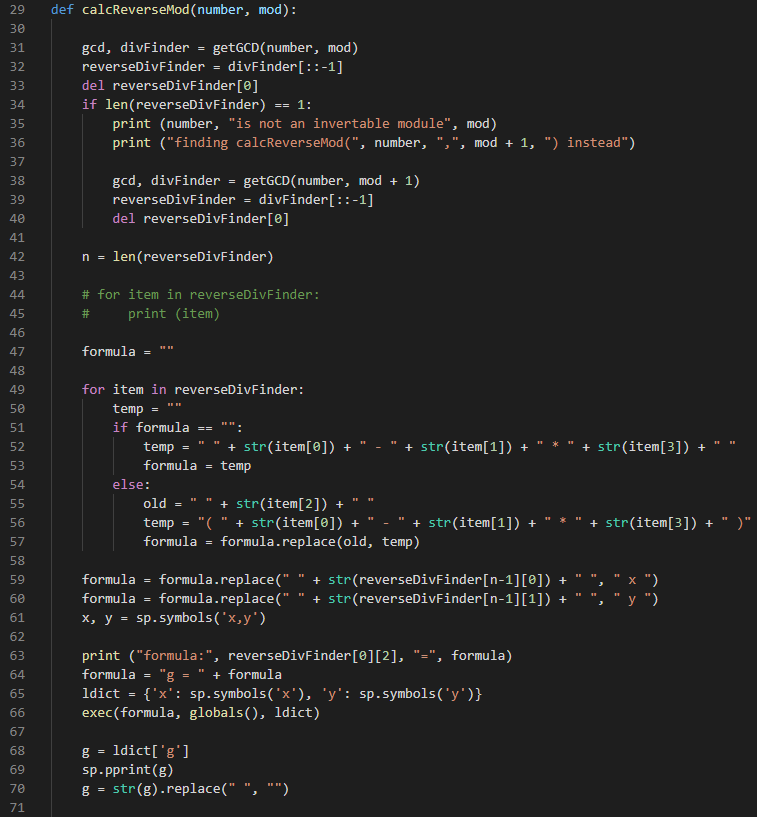 29 def calcReverseMod(number, mod):
30
31     gcd, divFinder = getGCD(number, mod)
32     reverseDivFinder = divFinder[::-1]
33     del reverseDivFinder[0]
34     if len(reverseDivFinder) == 1:
35         print (number, "is not an invertable module", mod)
36         print ("finding calcReverseMod(", number, ",", mod + 1, ") instead")
37
38         gcd, divFinder = getGCD(number, mod + 1)
39         reverseDivFinder = divFinder[::-1]
40         del reverseDivFinder[0]
41
42     n = len(reverseDivFinder)
43
44     # for item in reverseDivFinder:
45     #     print (item)
46
47     formula = ""
48
49     for item in reverseDivFinder:
50         temp = ""
51         if formula == "":
52             temp = " " + str(item[0]) + " - " + str(item[1]) + " * " + str(item[3]) + " "
53             formula = temp
54         else:
55             old = " " + str(item[2]) + " "
56             temp = "( " + str(item[0]) + " - " + str(item[1]) + " * " + str(item[3]) + " )"
57             formula = formula.replace(old, temp)
58
59     formula = formula.replace(" " + str(reverseDivFinder[n-1][0]) + " ", " x ")
60     formula = formula.replace(" " + str(reverseDivFinder[n-1][1]) + " ", " y ")
61     x, y = sp.symbols('x,y')
62
63     print ("formula:", reverseDivFinder[0][2], "=", formula)
64     formula = "g = " + formula
65     ldict = {'x': sp.symbols('x'), 'y': sp.symbols('y')}
66     exec(formula, globals(), ldict)
67
68     g = ldict['g']
69     sp.pprint(g)
70     g = str(g).replace(" ", "")
71